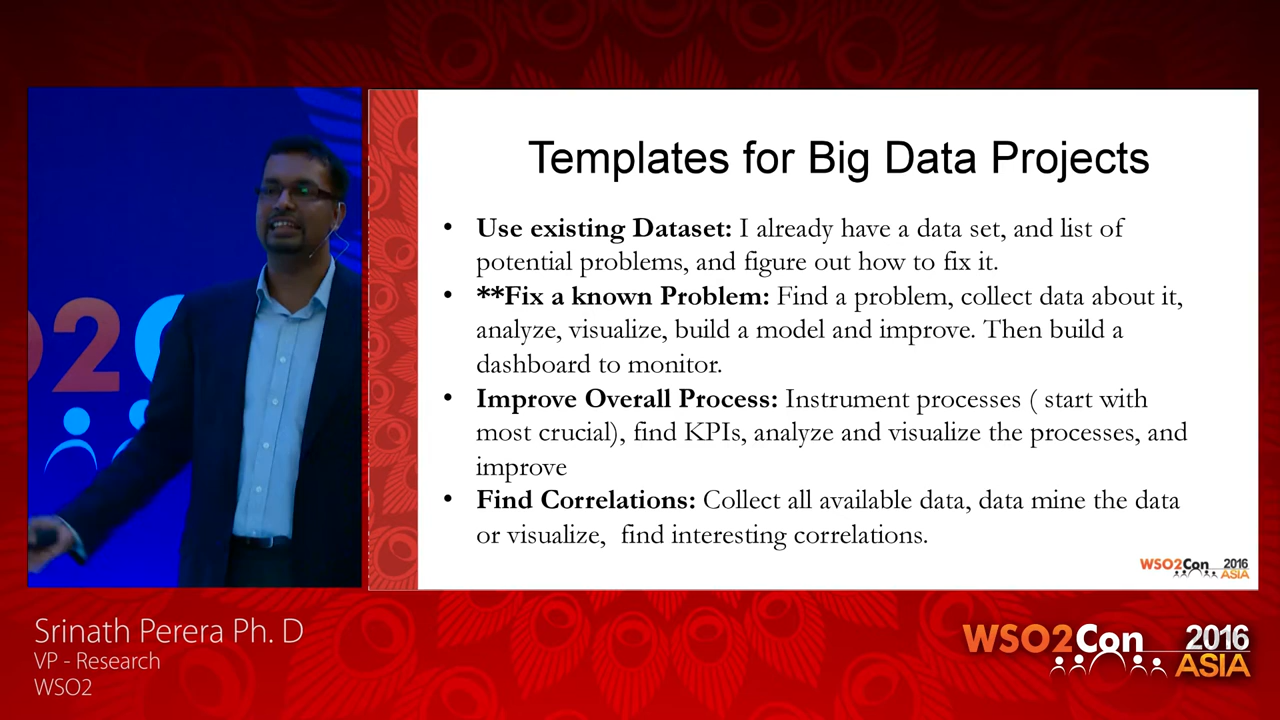 Templates for Big Data Projects
• Use existing Dataset: I already have a data set, and list of
potential problems, and figure out how to fix it.
• **Fix a known Problem: Find a problem, collect data about it,
analyze, visualize, build a model and improve. Then build a
dashboard to monitor.
• Improve Overall Process: Instrument processes ( start with
most crucial), find KPIs, analyze and visualize the processes, and
improve
• Find Correlations: Collect all available data, data mine the data
or visualize,  find interesting correlations.
WSO2Con 2016
ASIA
O2C
Srinath Perera Ph. D
VP - Research
WSO2
WSO2Con 2016
ASIA